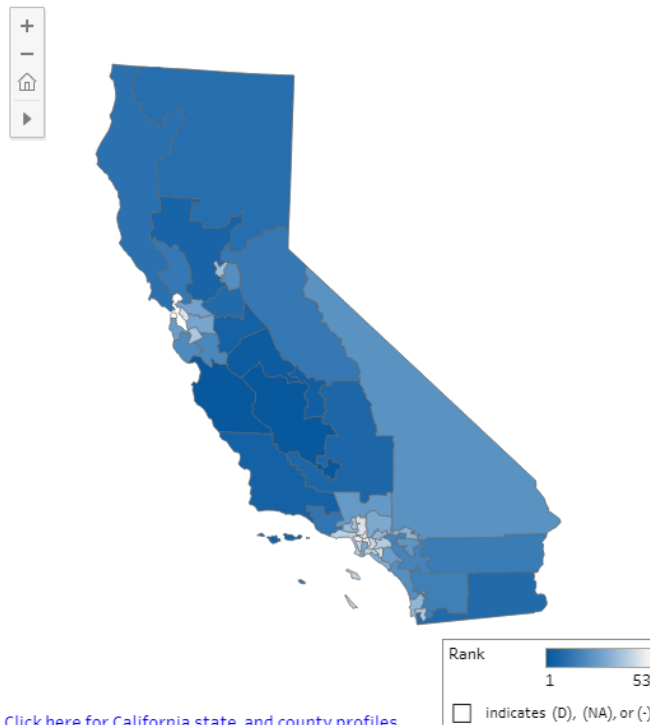 +
−
Rank
1 53
indicates (D), (NA), or (-)
Click here for California state and county profiles